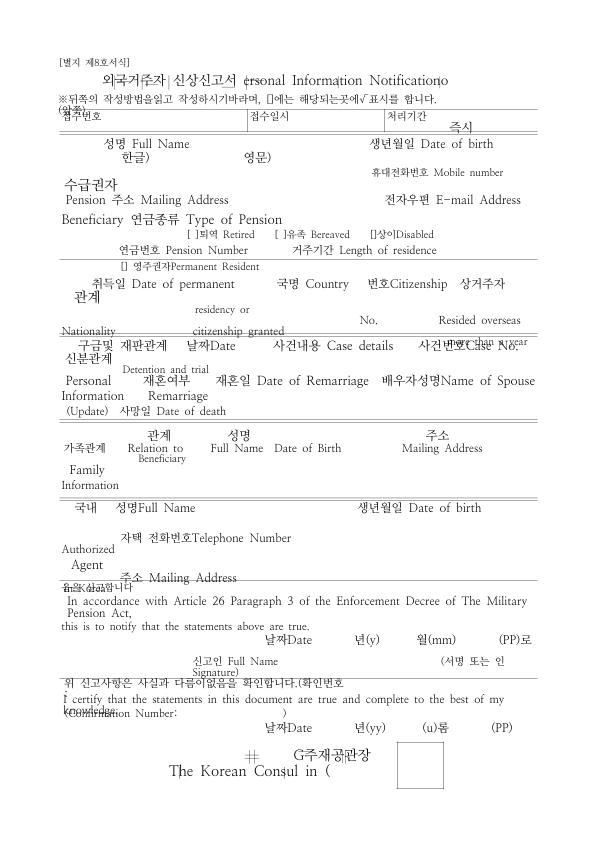 [별지 제8호서식]
외국거주자 신상신고서 ersonal Information Notificationo
※뒤쪽의 작성방법을읽고 작성하시기바라며, []에는 해당되는곳에√표시를 합니다.
(앞쪽)
접수번호 접수일시 처리기간
즉시
성명 Full Name 생년월일 Date of birth
한글) 영문)
휴대전화번호 Mobile number
수급권자
Pension 주소 Mailing Address 전자우편 E-mail Address
Beneficiary 연금종류 Type of Pension
[ ]퇴역 Retired [ ]유족 Bereaved []상이Disabled
연금번호 Pension Number 거주기간 Length of residence
[] 영주권자Permanent Resident
취득일 Date of permanent 국명 Country 번호Citizenship 상거주자
관계
residency or
No. Resided overseas
Nationality citizenship granted
more than a year
구금및 재판관계 날짜Date 사건내용 Case details 사건번호Case No.
신분관계
Detention and trial
Personal 재혼여부 재혼일 Date of Remarriage 배우자성명Name of Spouse
Information Remarriage
(Update) 사망일 Date of death
관계 성명 주소
가족관계 Relation to Full Name Date of Birth Mailing Address
Beneficiary
Family
Information
국내 성명Full Name 생년월일 Date of birth
자택 전화번호Telephone Number
Authorized
Agent
주소 Mailing Address
in Korea
음을 신고합니다
In accordance with Article 26 Paragraph 3 of the Enforcement Decree of The Military
Pension Act,
this is to notify that the statements above are true.
날짜Date 년(y) 월(mm) (PP)로
신고인 Full Name (서명 또는 인
Signature)
위 신고사항은 사실과 다름이없음을 확인합니다.(확인번호
:
I certify that the statements in this document are true and complete to the best of my
knowledge.
(Confirmation Number: )
날짜Date 년(yy) (u)롬 (PP)
G주재공관장
The Korean Consul in (